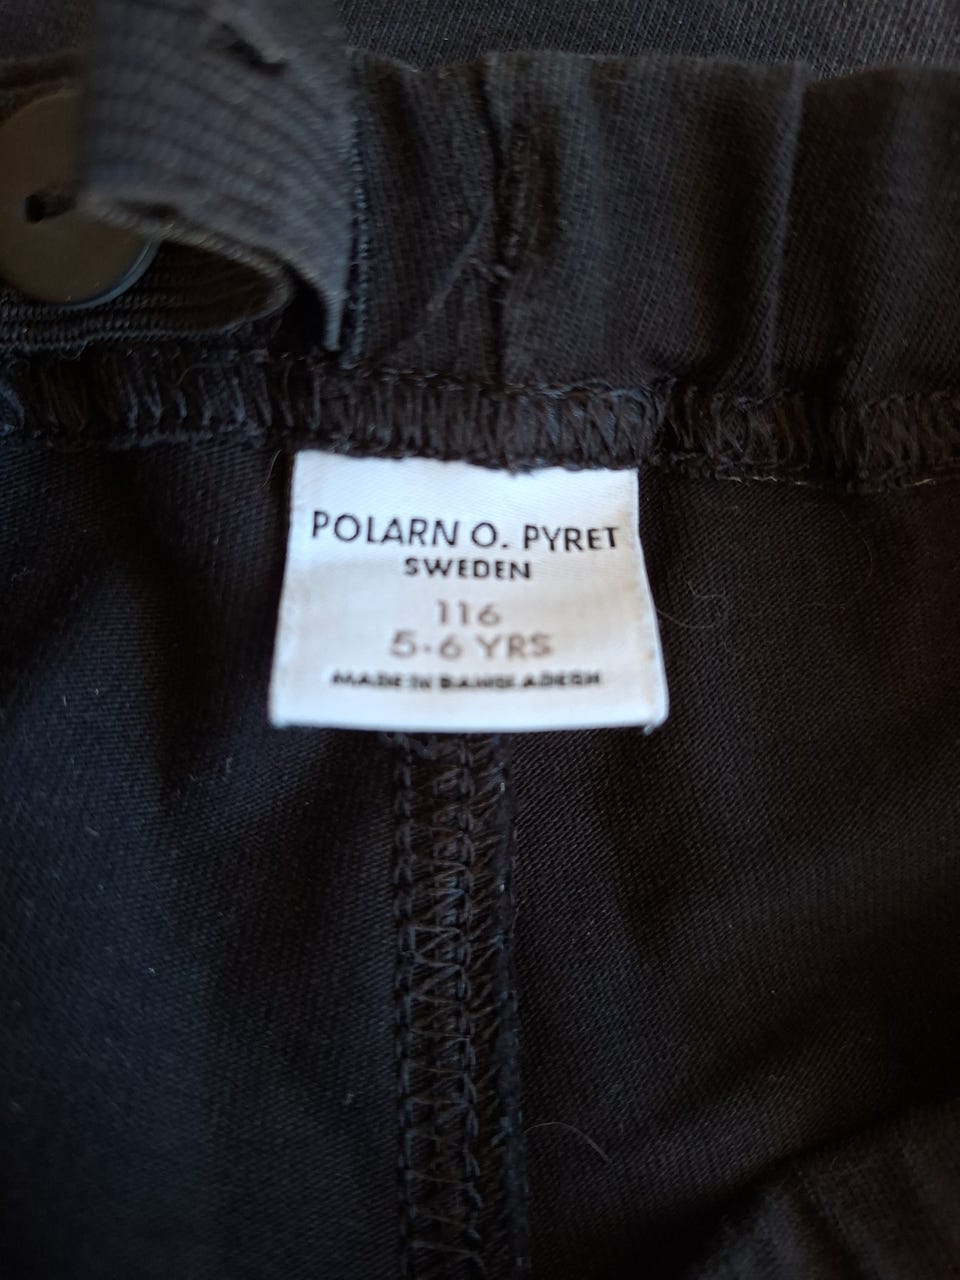 POLARN O. PYRET
SWEDEN
116
5-6 YRS
MADE IN BANGLADESH